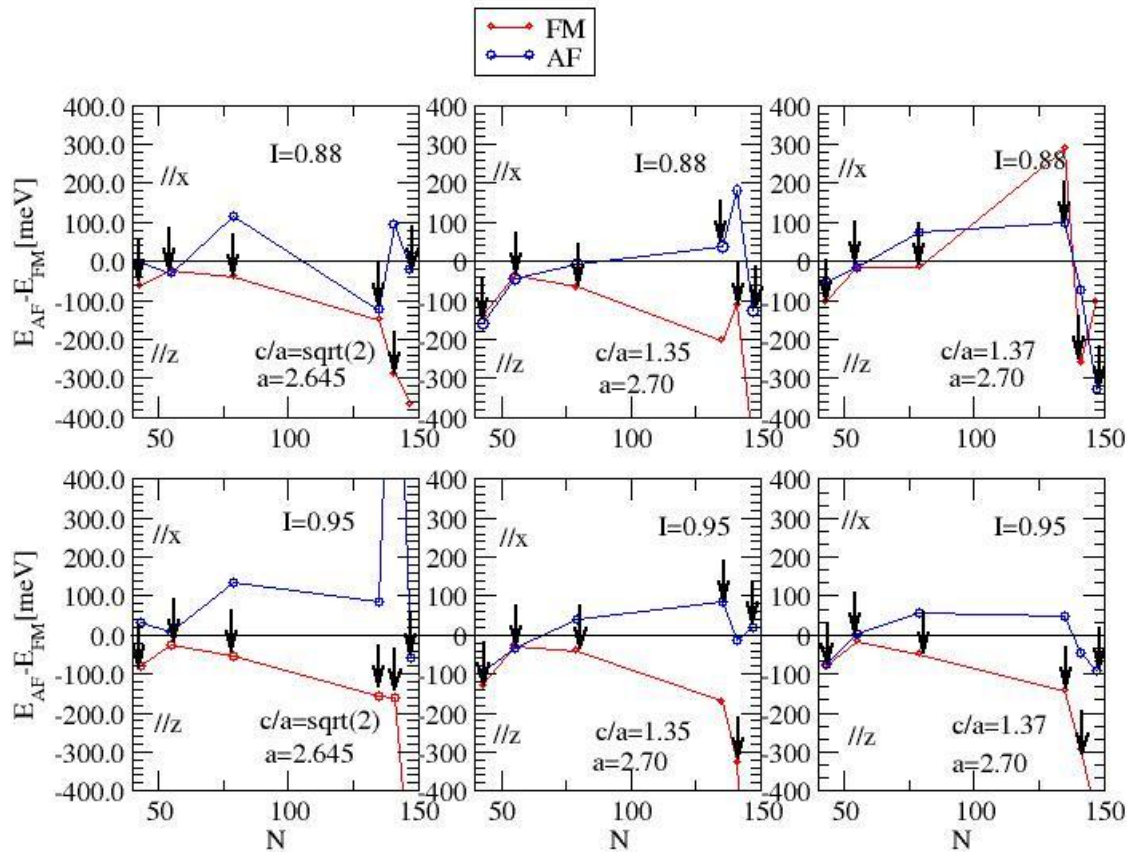 FM
AF
400.0
300.0
200.0
100.0
0.0
-100.0
-200.0
-300.0
-400.0
E_AF-E_FM[meV]
//x
I=0.88
//z
c/a=sqrt(2)
a=2.645
50
100
150
400
300
200
100
0
-100
-200
-300
-400
//x
I=0.88
//z
c/a=1.35
a=2.70
50
100
150
400
300
200
100
0
-100
-200
-300
-400
//x
I=0.88
//z
c/a=1.37
a=2.70
50
100
150
400.0
300.0
200.0
100.0
0.0
-100.0
-200.0
-300.0
-400.0
E_AF-E_FM[meV]
//x
I=0.95
//z
c/a=sqrt(2)
a=2.645
50
100
150
N
400
300
200
100
0
-100
-200
-300
-400
//x
I=0.95
//z
c/a=1.35
a=2.70
50
100
150
N
400
300
200
100
0
-100
-200
-300
-400
//x
I=0.95
//z
c/a=1.37
a=2.70
50
100
150
N